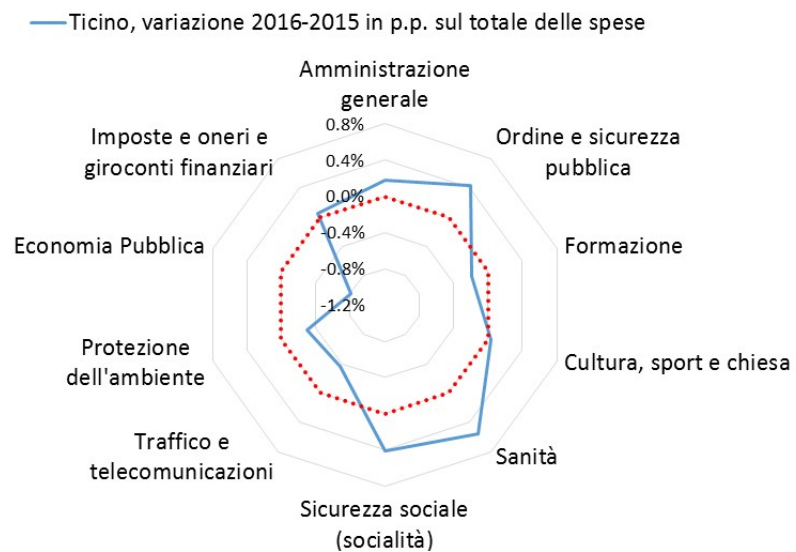 Ticino, variazione 2016-2015 in p.p. sul totale delle spese
Amministrazione
generale
Ordine e sicurezza
pubblica
Formazione
Cultura, sport e chiesa
Sanità
Sicurezza sociale
(socialità)
Traffico e
telecomunicazioni
Protezione
dell'ambiente
Economia Pubblica
Imposte e oneri e
giroconti finanziari
0.8%
0.4%
0.0%
-0.4%
-0.8%
-1.2%